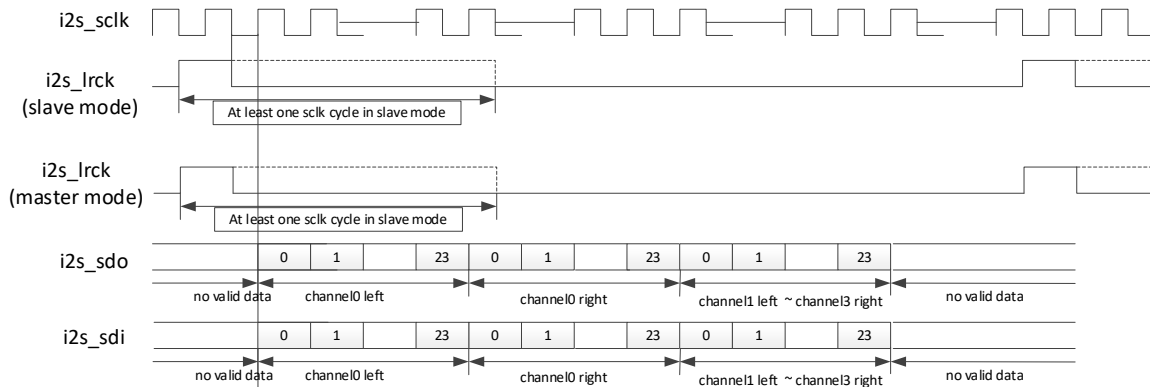 i2s_sclk
i2s_lrck
(slave mode)
At least one sclk cycle in slave mode
i2s_lrck
(master mode)
At least one sclk cycle in slave mode
i2s_sdo
0 1 23 0 1 23 0 1 23
no valid data channel0 left channel0 right channel1 left ~ channel3 right no valid data
i2s_sdi
0 1 23 0 1 23 0 1 23
no valid data channel0 left channel0 right channel1 left ~ channel3 right no valid data